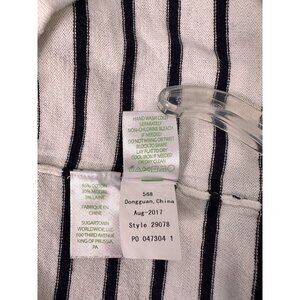 HAND WASH COLD
SEPARATELY
NON-CHLORINE BLEACH
IF NEEDED
DO NOT WRING OR TWIST
BLOCK TO SHAPE
LAY FLAT TO DRY
COOL IRON IF NEEDED
OR DRY CLEAN
COTTON
MODAL
FABRIQUE EN
CHINE
SUGARTOWN
WORLDWIDE, LLC
800 THIRD AVENUE
KING OF PRUSSIA
PA
568
Dongguan,China
Aug-2017
Style 29078
PO 047304 1